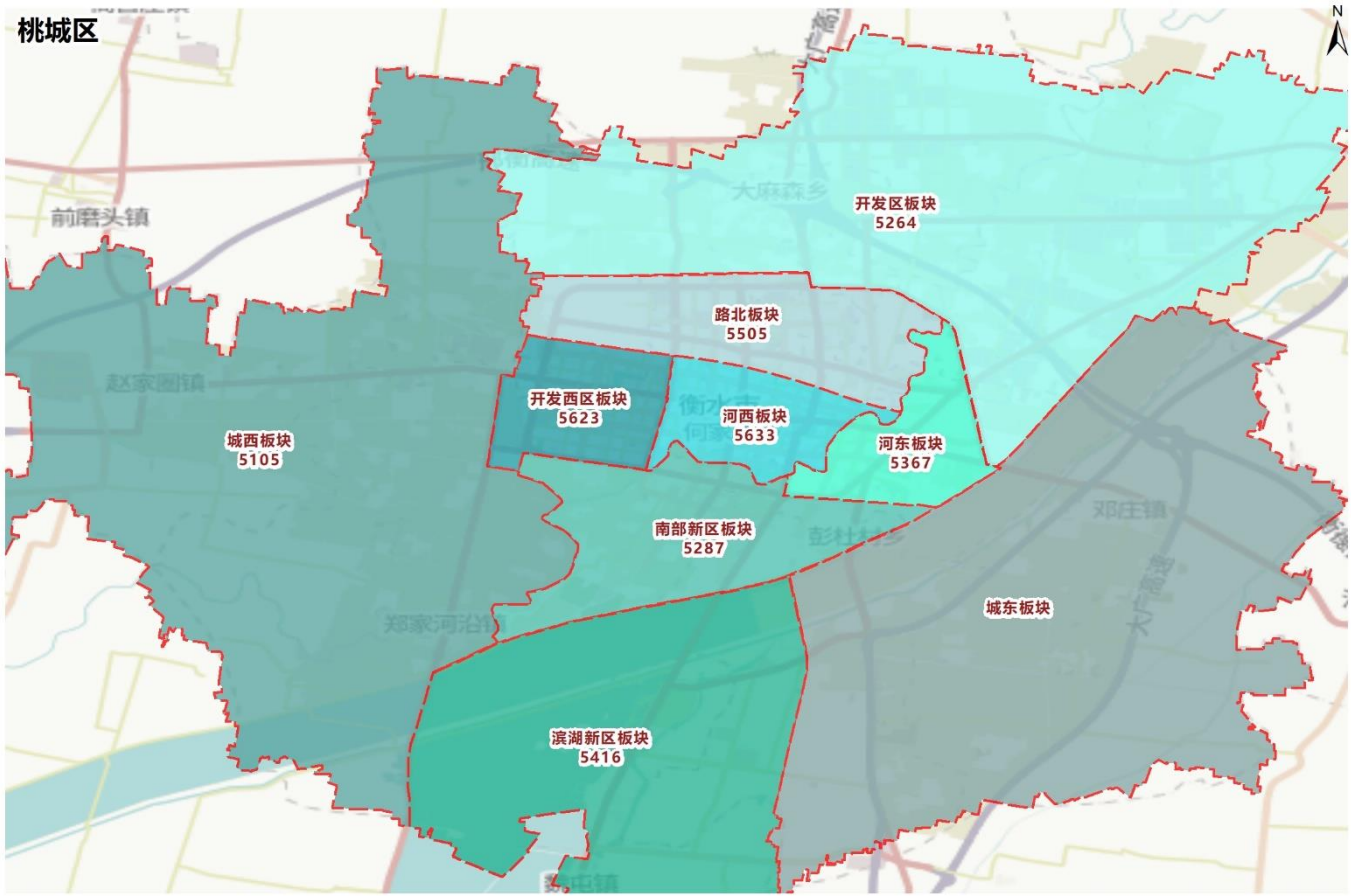 桃城区
N
前磨头镇
大麻森乡
开发区板块
5264
路北板块
5505
赵家圈镇
开发西区板块
5623
衡水市
河西板块
5633
城西板块
5105
河东板块
5367
邓庄镇
南部新区板块
5287
彭杜村乡
大广高速
城东板块
郑家河沿镇
滨湖新区板块
5416
魏屯镇